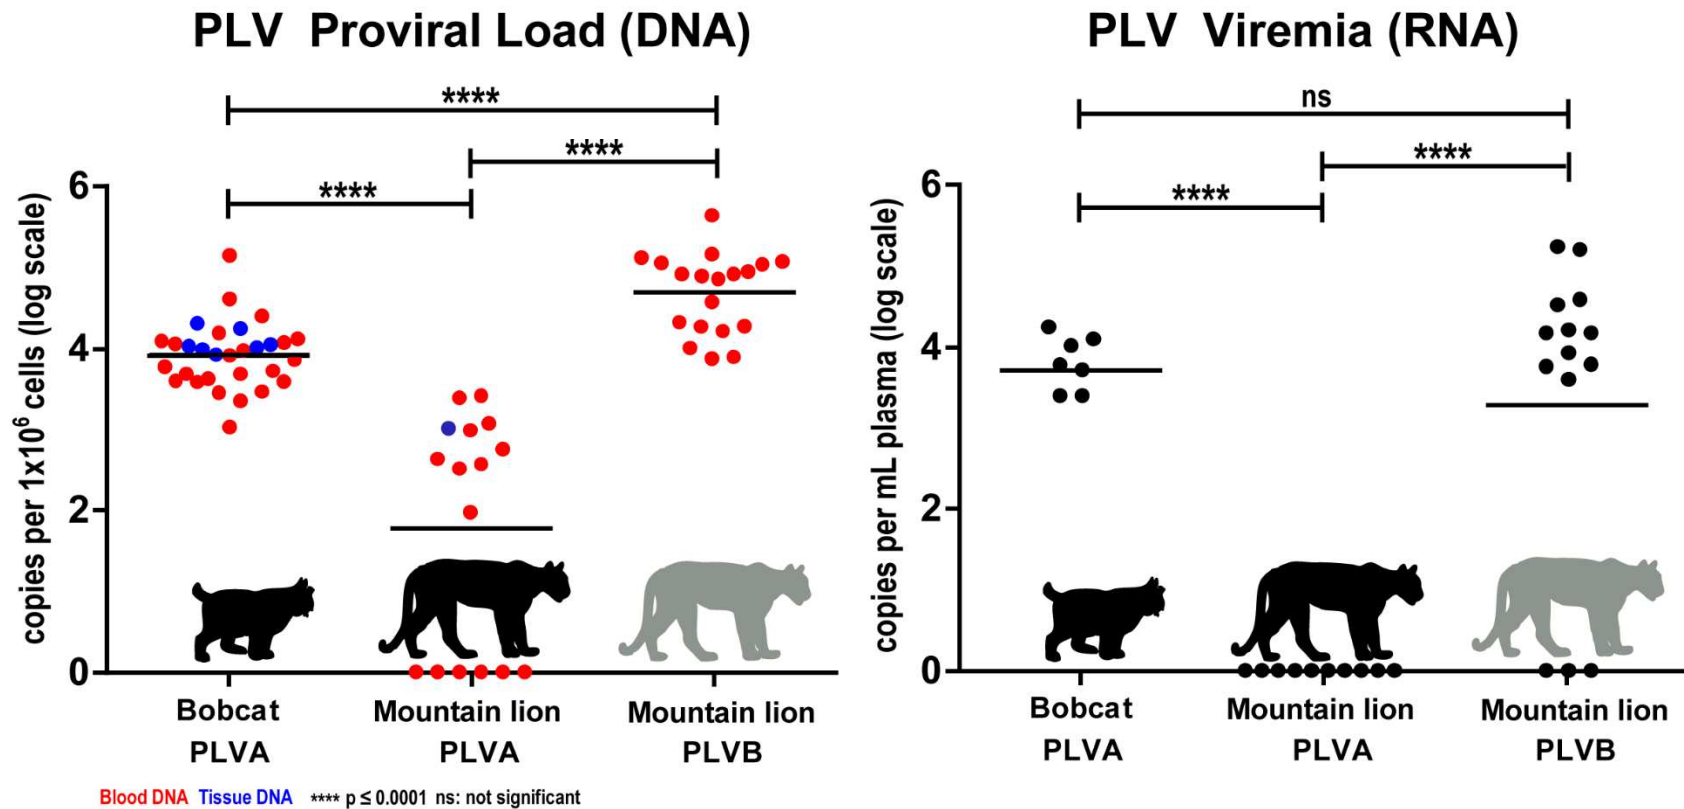 PLV Proviral Load (DNA)
****
****
****
copies per 1x10⁶ cells (log scale)
6
4
2
0
Bobcat
PLVA
Mountain lion
PLVA
Mountain lion
PLVB
Blood DNA Tissue DNA **** p ≤ 0.0001 ns: not significant
PLV Viremia (RNA)
ns
****
****
copies per mL plasma (log scale)
6
4
2
0
Bobcat
PLVA
Mountain lion
PLVA
Mountain lion
PLVB